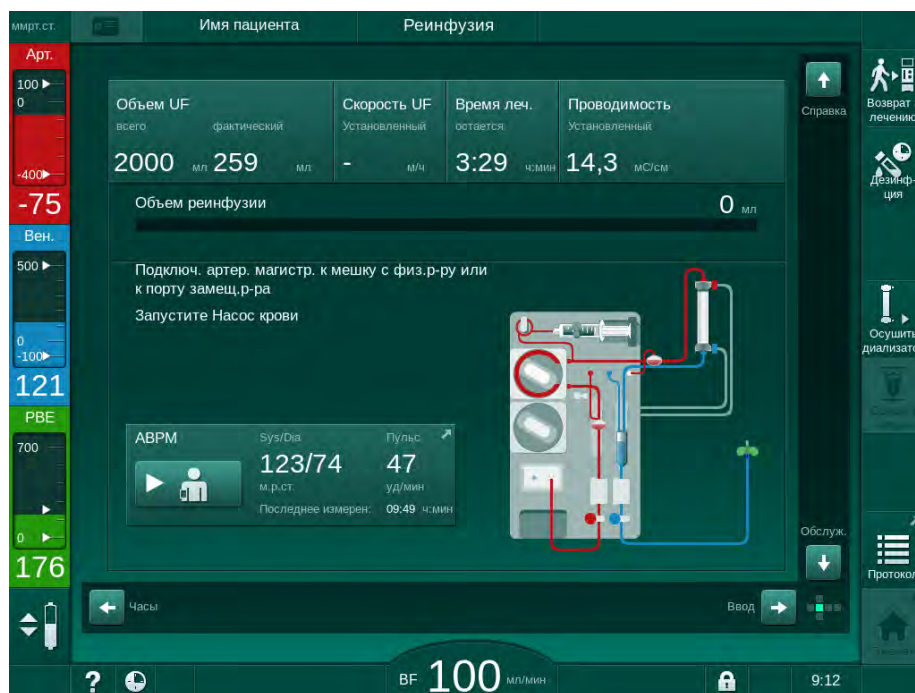 ммрт.ст. Имя пациента Реинфузия
Арт.
100
0
-400
-75
Вен.
500
0
-100
121
PBE
700
0
176
Объем UF Скорость UF Время леч. Проводимость
всего фактический Установленный остается Установленный
2000 мл 259 мл - м/ч 3:29 ч:мин 14,3 мС/см
Объем реинфузии 0 мл
Подключ. артер. магистр. к мешку с физ.р-ру или
к порту замещ.р-ра
Запустите Насос крови
ABPM Sys/Dia Пульс
123/74 47
м.р.ст. уд/мин
Последнее измерен: 09:49 ч:мин
Справка
Обслуж.
Часы Ввод
Возврат
лечению
Дезинф-
ция
Осушить
диализато
Протокол
? BF 100 мл/мин 9:12